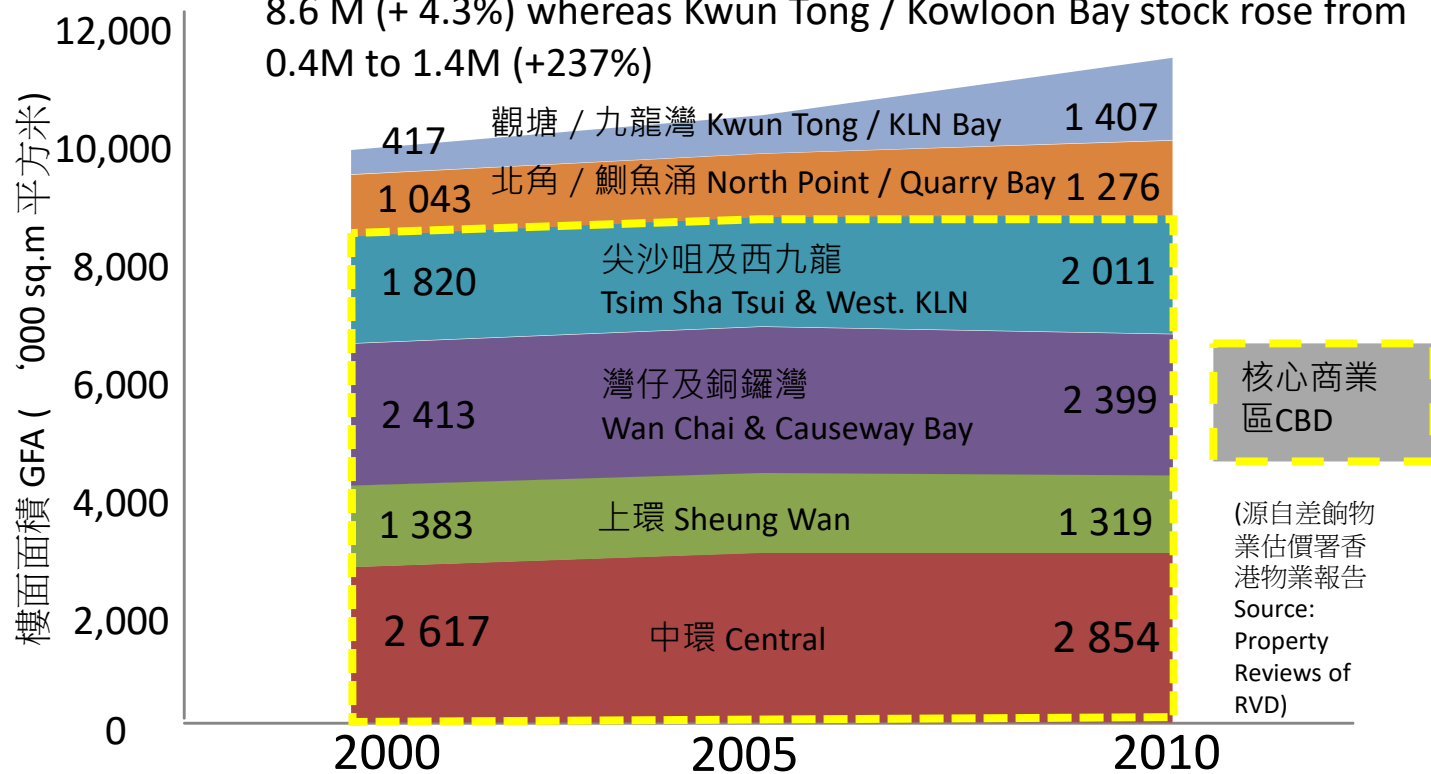 8.6 M (+ 4.3%) whereas Kwun Tong / Kowloon Bay stock rose from
0.4M to 1.4M (+237%)
樓面面積 GFA ( ‘000 sq.m 平方米)
12,000
10,000
8,000
6,000
4,000
2,000
0
417
觀塘 / 九龍灣 Kwun Tong / KLN Bay
1 407
1 043
北角 / 鰂魚涌 North Point / Quarry Bay
1 276
1 820
尖沙咀及西九龍
Tsim Sha Tsui & West. KLN
2 011
2 413
灣仔及銅鑼灣
Wan Chai & Causeway Bay
2 399
1 383
上環 Sheung Wan
1 319
2 617
中環 Central
2 854
2000
2005
2010
核心商業
區CBD
(源自差餉物
業估價署香
港物業報告
Source:
Property
Reviews of
RVD)